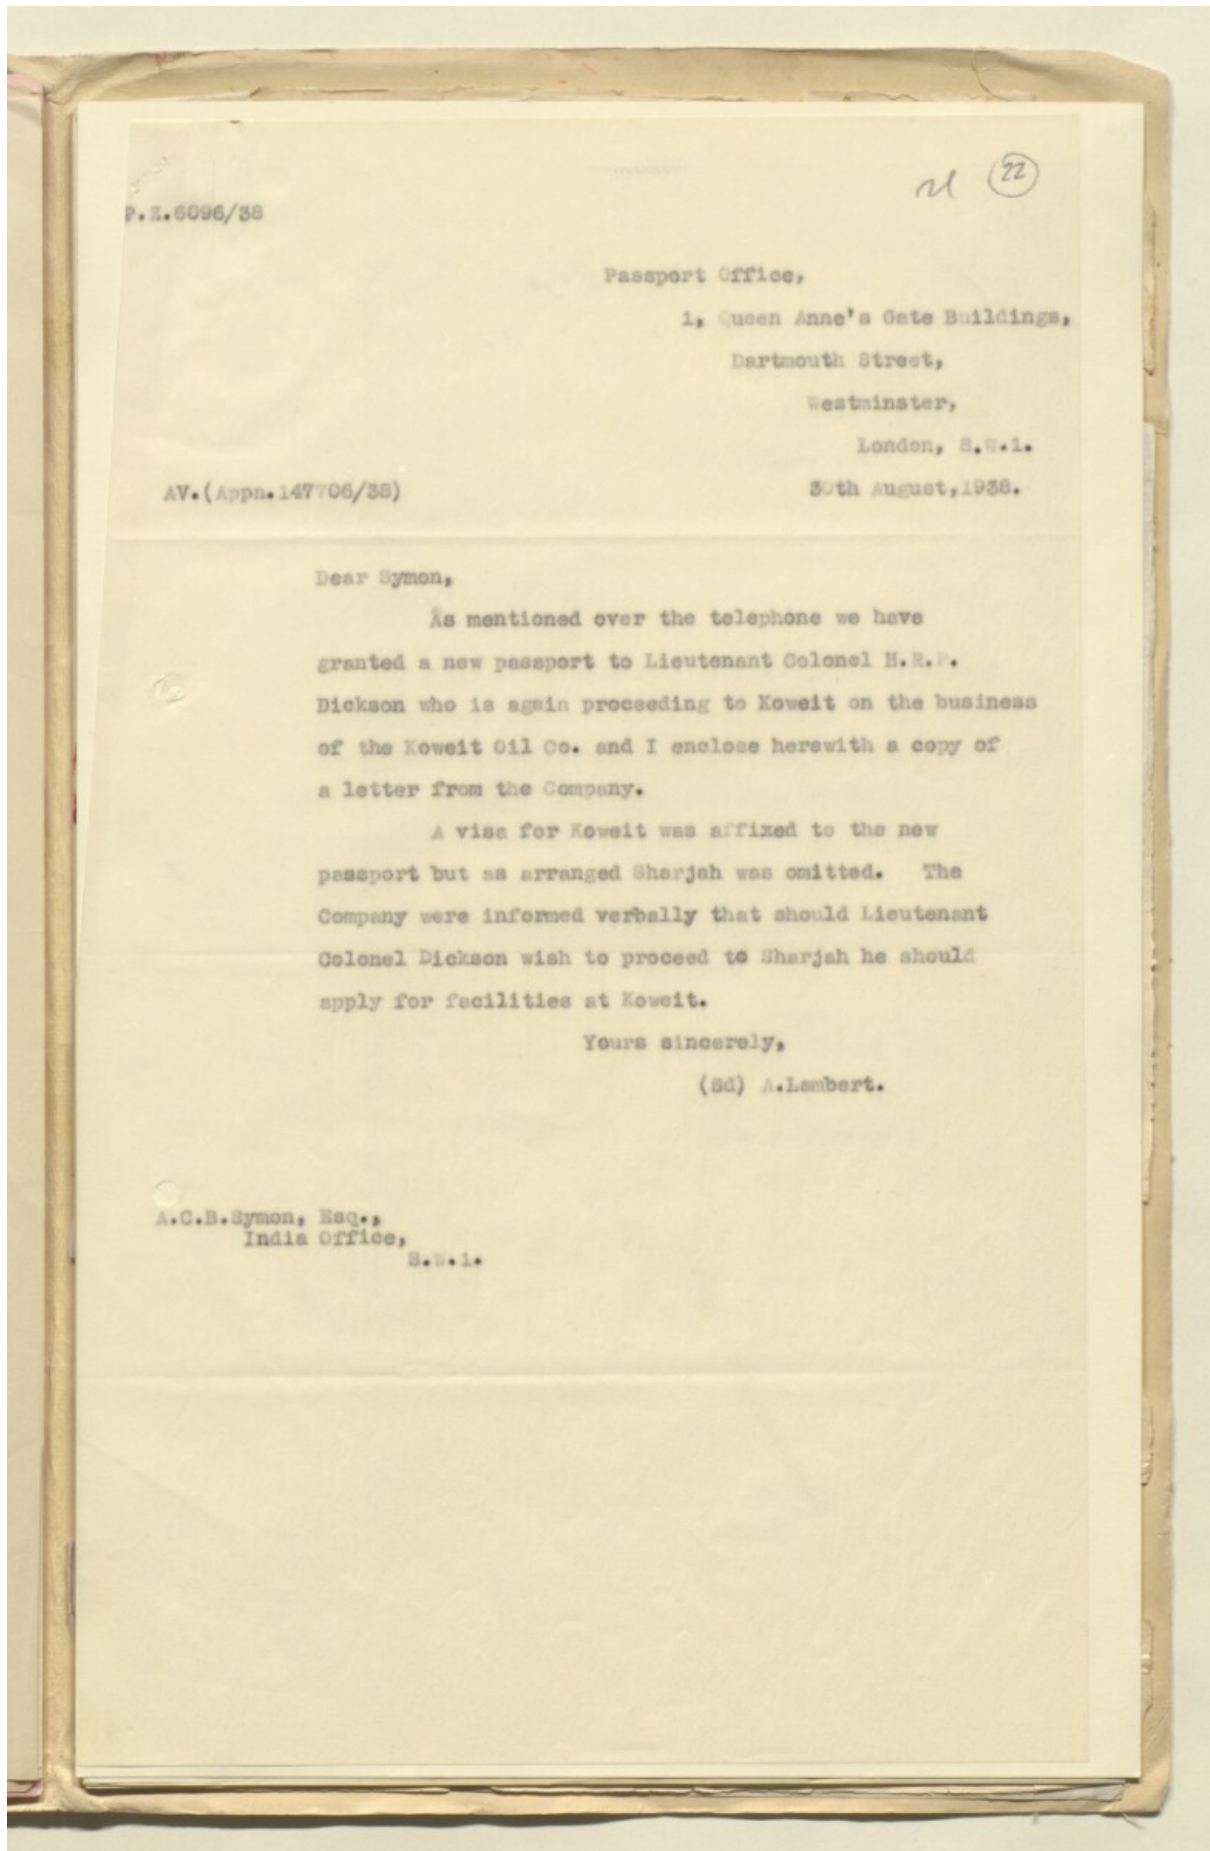 22
P.Z.6096/38
Passport Office,
1, Queen Anne's Gate Buildings,
Dartmouth Street,
Westminster,
London, S.W.1.
AV.(Appn.147706/38) 30th August,1938.
Dear Symon,
As mentioned over the telephone we have
granted a new passport to Lieutenant Colonel H.R.P.
Dickson who is again proceeding to Koweit on the business
of the Koweit Oil Co. and I enclose herewith a copy of
a letter from the Company.
A visa for Koweit was affixed to the new
passport but as arranged Sharjah was omitted. The
Company were informed verbally that should Lieutenant
Colonel Dickson wish to proceed to Sharjah he should
apply for facilities at Koweit.
Yours sincerely,
(Sd) A.Lambert.
A.C.B.Symon, Esq.,
India Office,
S.W.1.